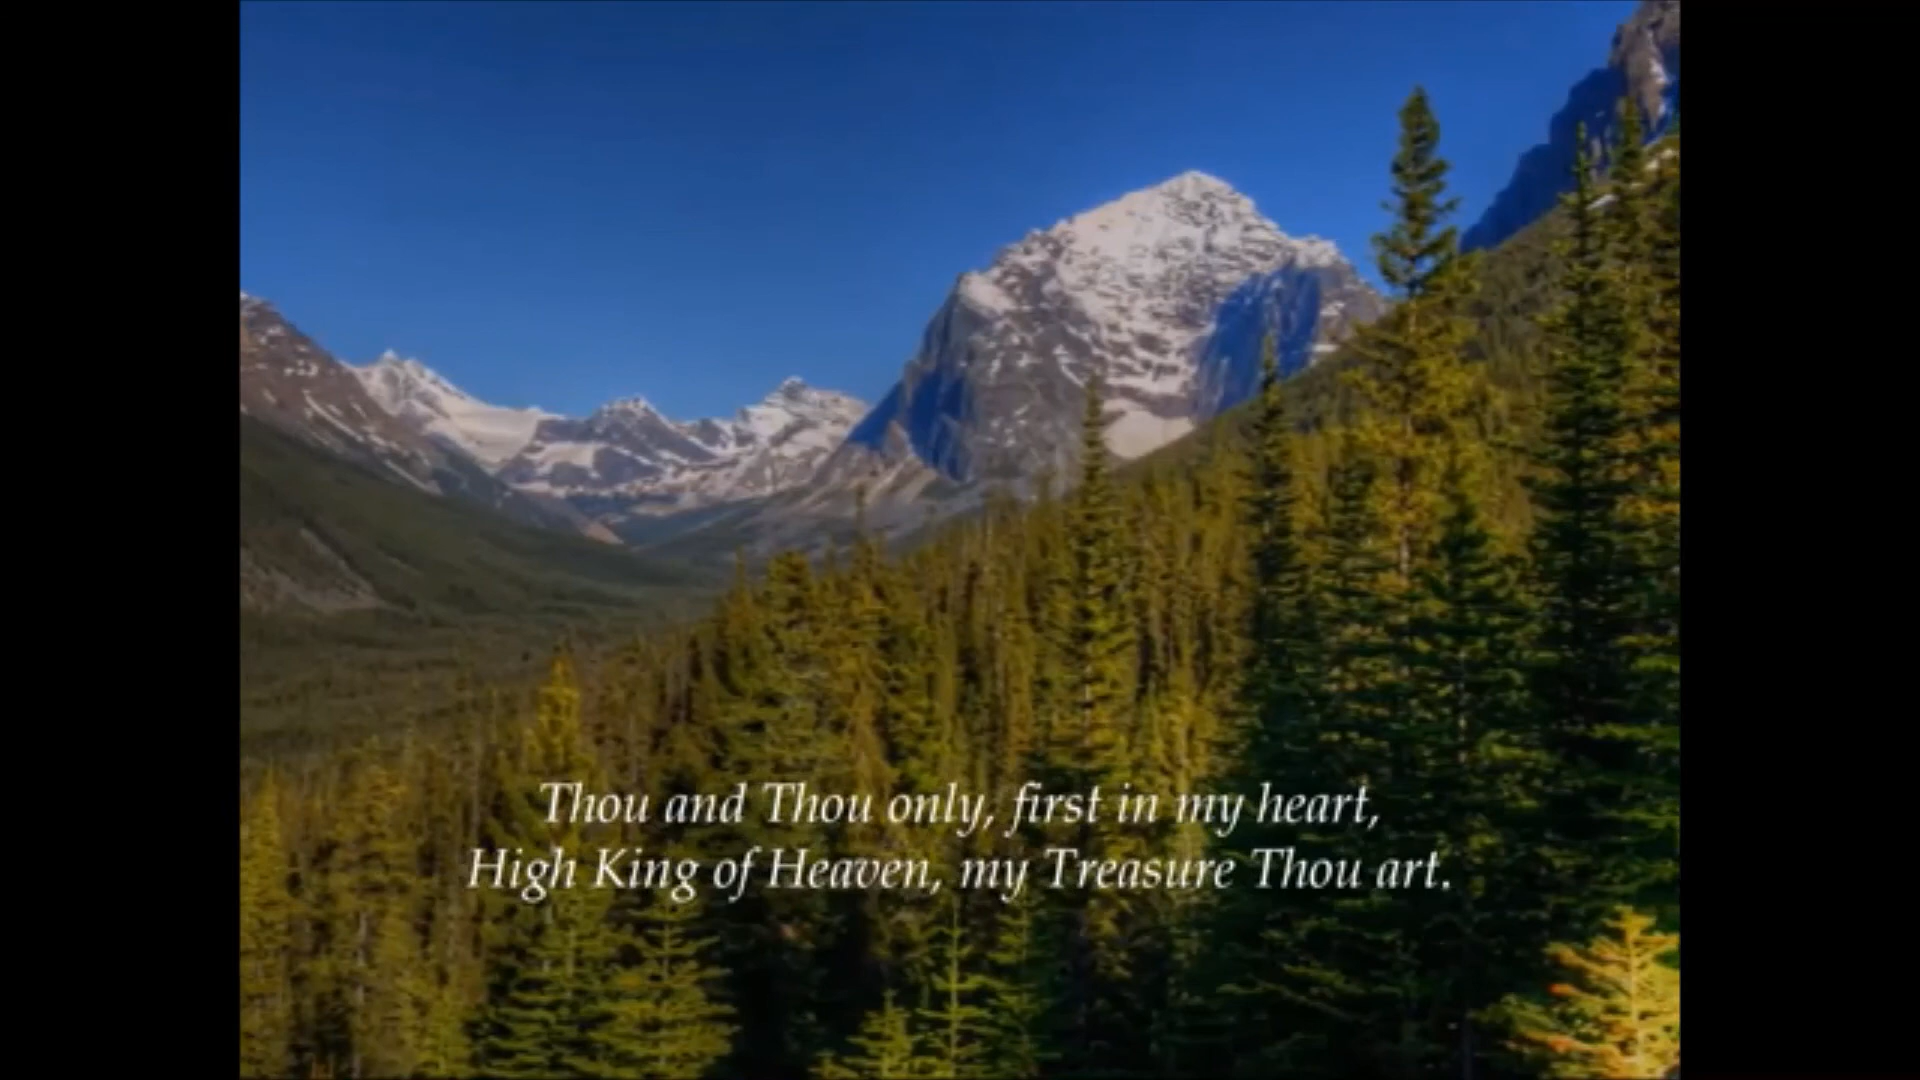 Thou and Thou only, first in my heart,
High King of Heaven, my Treasure Thou art.